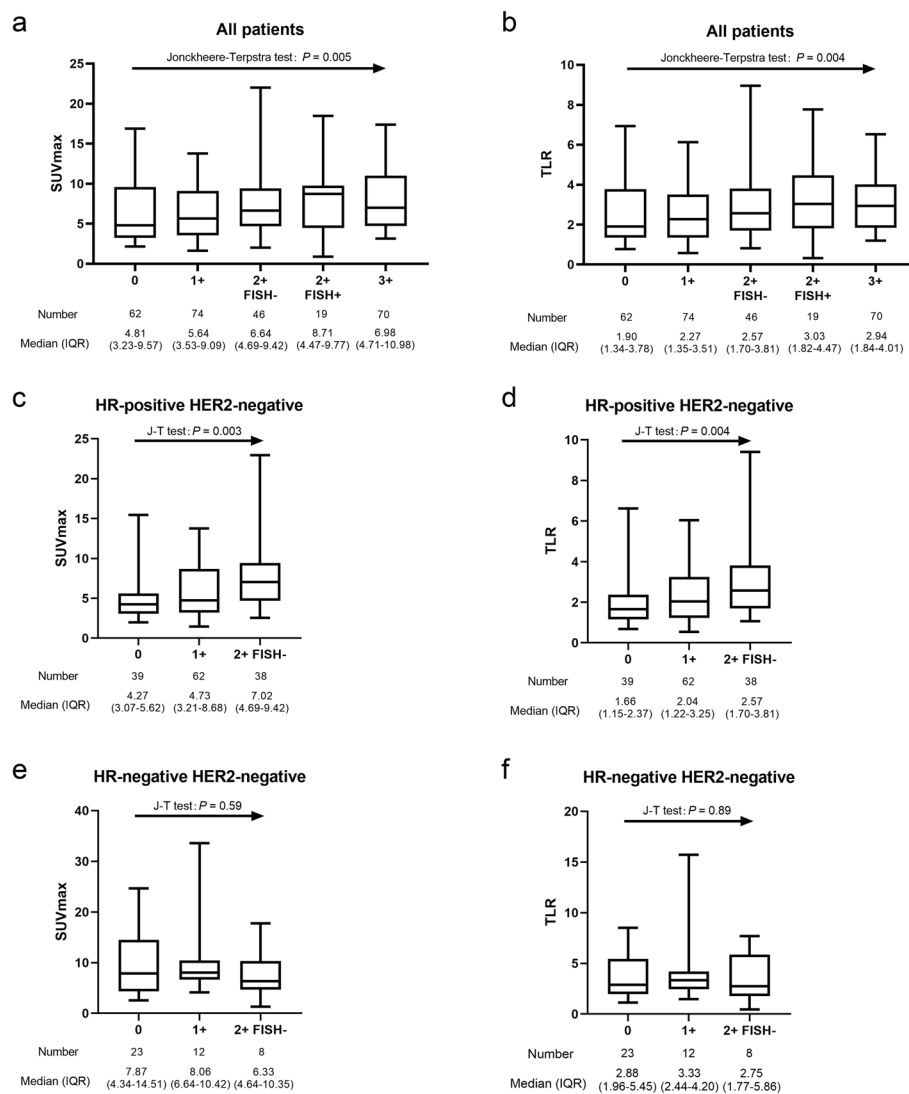 a
All patients
Jonckheere-Terpstra test: P = 0.005
SUVmax
25
20
15
10
5
0
0 1+ 2+ 2+ 3+
FISH- FISH+
Number 62 74 46 19 70
Median (IQR) 4.81 5.64 6.64 8.71 6.98
(3.23-9.57) (3.53-9.09) (4.69-9.42) (4.47-9.77) (4.71-10.98)
b
All patients
Jonckheere-Terpstra test: P = 0.004
TLR
10
8
6
4
2
0
0 1+ 2+ 2+ 3+
FISH- FISH+
Number 62 74 46 19 70
Median (IQR) 1.90 2.27 2.57 3.03 2.94
(1.34-3.78) (1.35-3.51) (1.70-3.81) (1.82-4.47) (1.84-4.01)
c
HR-positive HER2-negative
J-T test: P = 0.003
SUVmax
25
20
15
10
5
0
0 1+ 2+ FISH-
Number 39 62 38
Median (IQR) 4.27 4.73 7.02
(3.07-5.62) (3.21-8.68) (4.69-9.42)
d
HR-positive HER2-negative
J-T test: P = 0.004
TLR
10
8
6
4
2
0
0 1+ 2+ FISH-
Number 39 62 38
Median (IQR) 1.66 2.04 2.57
(1.15-2.37) (1.22-3.25) (1.70-3.81)
e
HR-negative HER2-negative
J-T test: P = 0.59
SUVmax
40
30
20
10
0
0 1+ 2+ FISH-
Number 23 12 8
Median (IQR) 7.87 8.06 6.33
(4.34-14.51) (6.64-10.42) (4.64-10.35)
f
HR-negative HER2-negative
J-T test: P = 0.89
TLR
20
15
10
5
0
0 1+ 2+ FISH-
Number 23 12 8
Median (IQR) 2.88 3.33 2.75
(1.96-5.45) (2.44-4.20) (1.77-5.86)